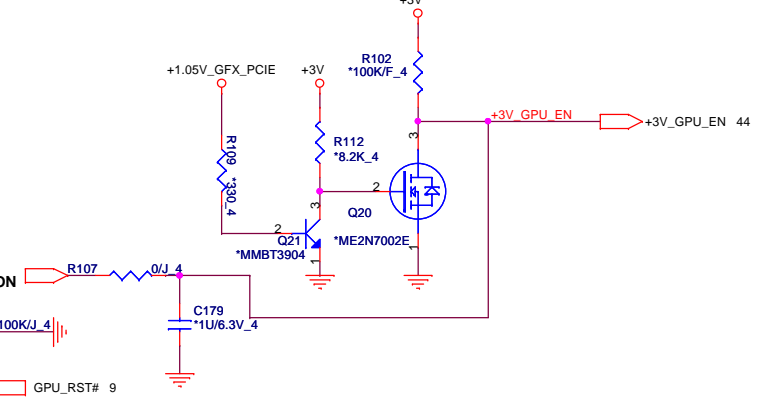 +3V
R102
*100K/F_4
+1.05V_GFX_PCIE
+3V
+3V_GPU_EN
+3V_GPU_EN 44
3
R109
*330_4
R112
*8.2K_4
2
3
Q20
2
Q21
*ME2N7002E
*MMBT3904
1
1
ON
R107
0/J_4
C179
*1U/6.3V_4
100K/J_4
GPU_RST# 9